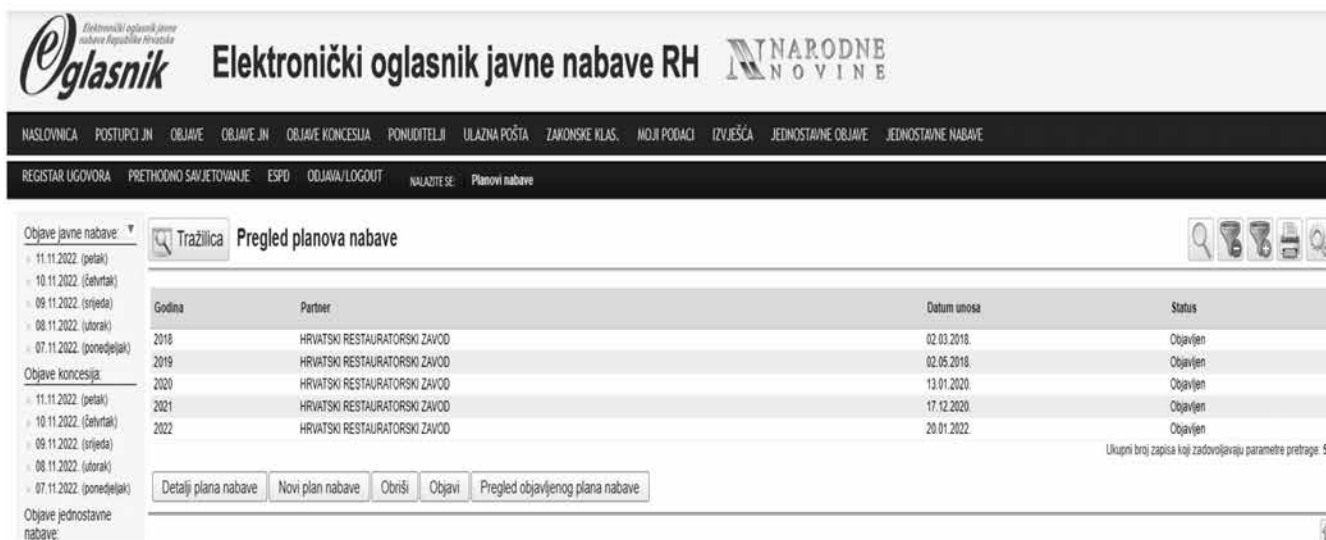 Elektronički oglasnik javne
nabave Republike Hrvatske
Oglasnik
Elektronički oglasnik javne nabave RH
NARODNE
NOVINE
NASLOVNICA POSTUPCI JN OBJAVE OBJAVE JN OBJAVE KONCESIJA PONUDITELJI ULAZNA POŠTA ZAKONSKE KLAS. MOJI PODACI IZVJEŠĆA JEDNOSTAVNE OBJAVE JEDNOSTAVNE NABAVE
REGISTAR UGOVORA PRETHODNO SAVJETOVANJE ESPD ODJAVA/LOGOUT NALAZITE SE: Planovi nabave
Objave javne nabave:
11.11.2022. (petak)
10.11.2022. (četvrtak)
09.11.2022. (srijeda)
08.11.2022. (utorak)
07.11.2022. (ponedjeljak)
Objave koncesija:
11.11.2022. (petak)
10.11.2022. (četvrtak)
09.11.2022. (srijeda)
08.11.2022. (utorak)
07.11.2022. (ponedjeljak)
Objave jednostavne
nabave:
Tražilica Pregled planova nabave
Godina Partner Datum unosa Status
2018 HRVATSKI RESTAURATORSKI ZAVOD 02.03.2018. Objavljen
2019 HRVATSKI RESTAURATORSKI ZAVOD 02.05.2018. Objavljen
2020 HRVATSKI RESTAURATORSKI ZAVOD 13.01.2020. Objavljen
2021 HRVATSKI RESTAURATORSKI ZAVOD 17.12.2020. Objavljen
2022 HRVATSKI RESTAURATORSKI ZAVOD 20.01.2022. Objavljen
Ukupni broj zapisa koji zadovoljavaju parametre pretrage: 5
Detalji plana nabave Novi plan nabave Obriši Objavi Pregled objavljenog plana nabave